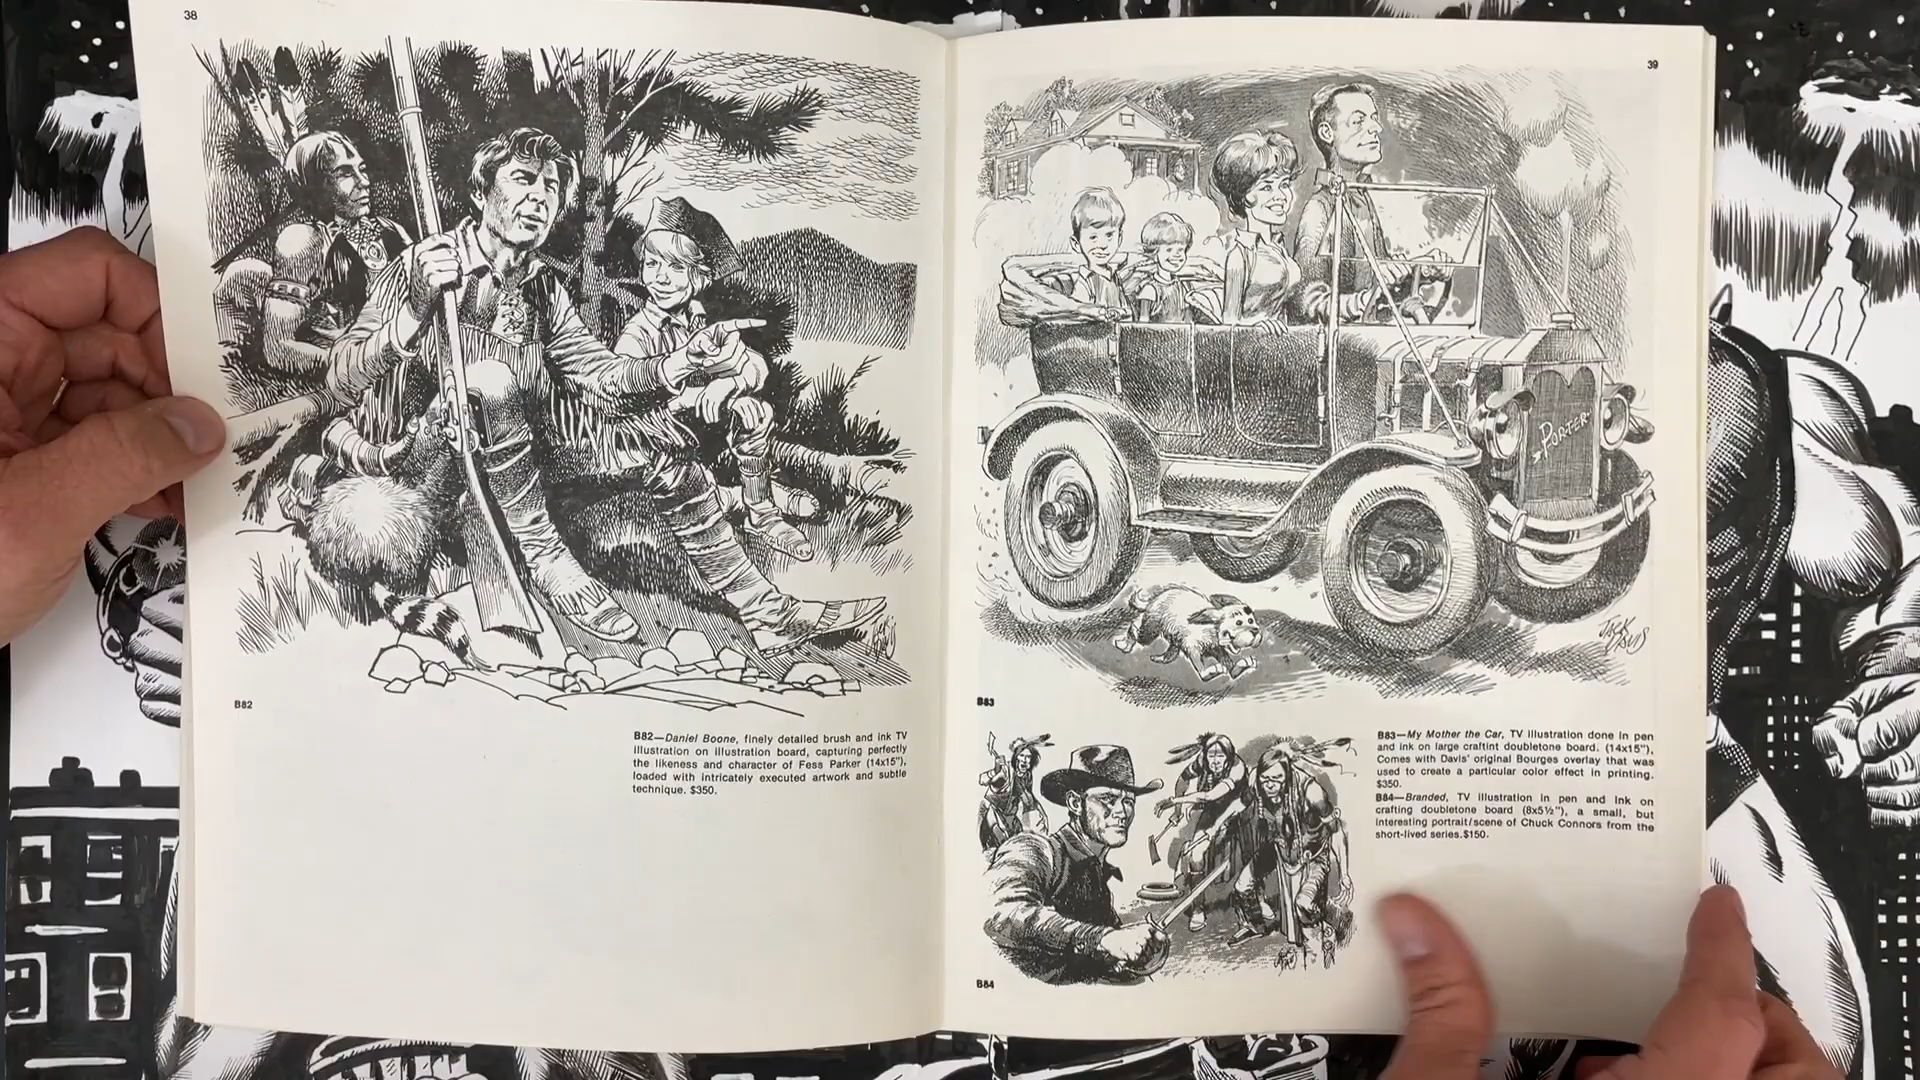 38
B82
B82—Daniel Boone, finely detailed brush and ink TV
illustration on illustration board, capturing perfectly
the likeness and character of Fess Parker (14x15"),
loaded with intricately executed artwork and subtle
technique. $350.
39
PORTER
JACK
DAVIS
B83
B83—My Mother the Car, TV illustration done in pen
and ink on large craftint doubletone board. (14x15"),
Comes with Davis' original Bourges overlay that was
used to create a particular color effect in printing.
$350.
B84—Branded, TV illustration in pen and ink on
crafting doubletone board (8x5½"), a small, but
interesting portrait/scene of Chuck Connors from the
short-lived series.$150.
B84